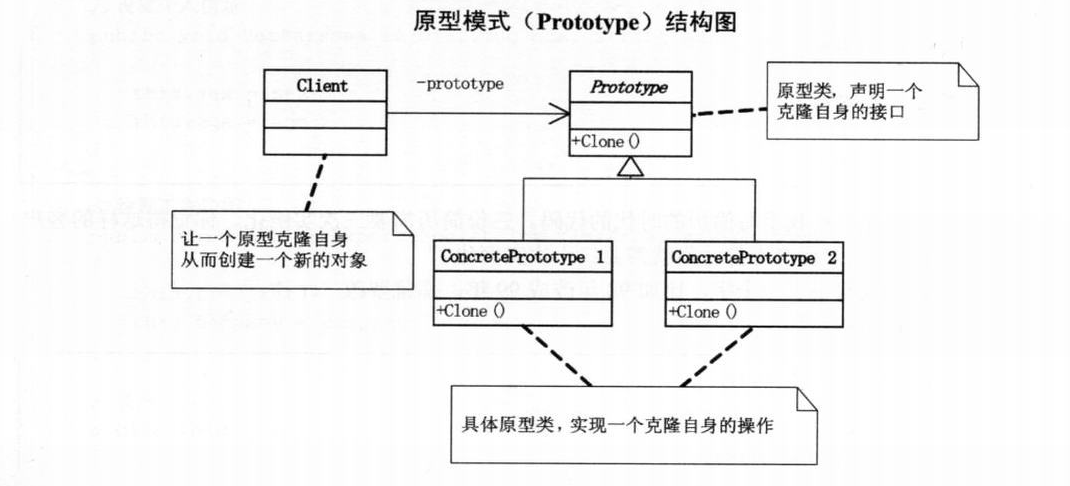 原型模式（Prototype）结构图
Client
-prototype
Prototype
+Clone()
原型类，声明一个
克隆自身的接口
让一个原型克隆自身
从而创建一个新的对象
ConcretePrototype 1
+Clone()
ConcretePrototype 2
+Clone()
具体原型类，实现一个克隆自身的操作